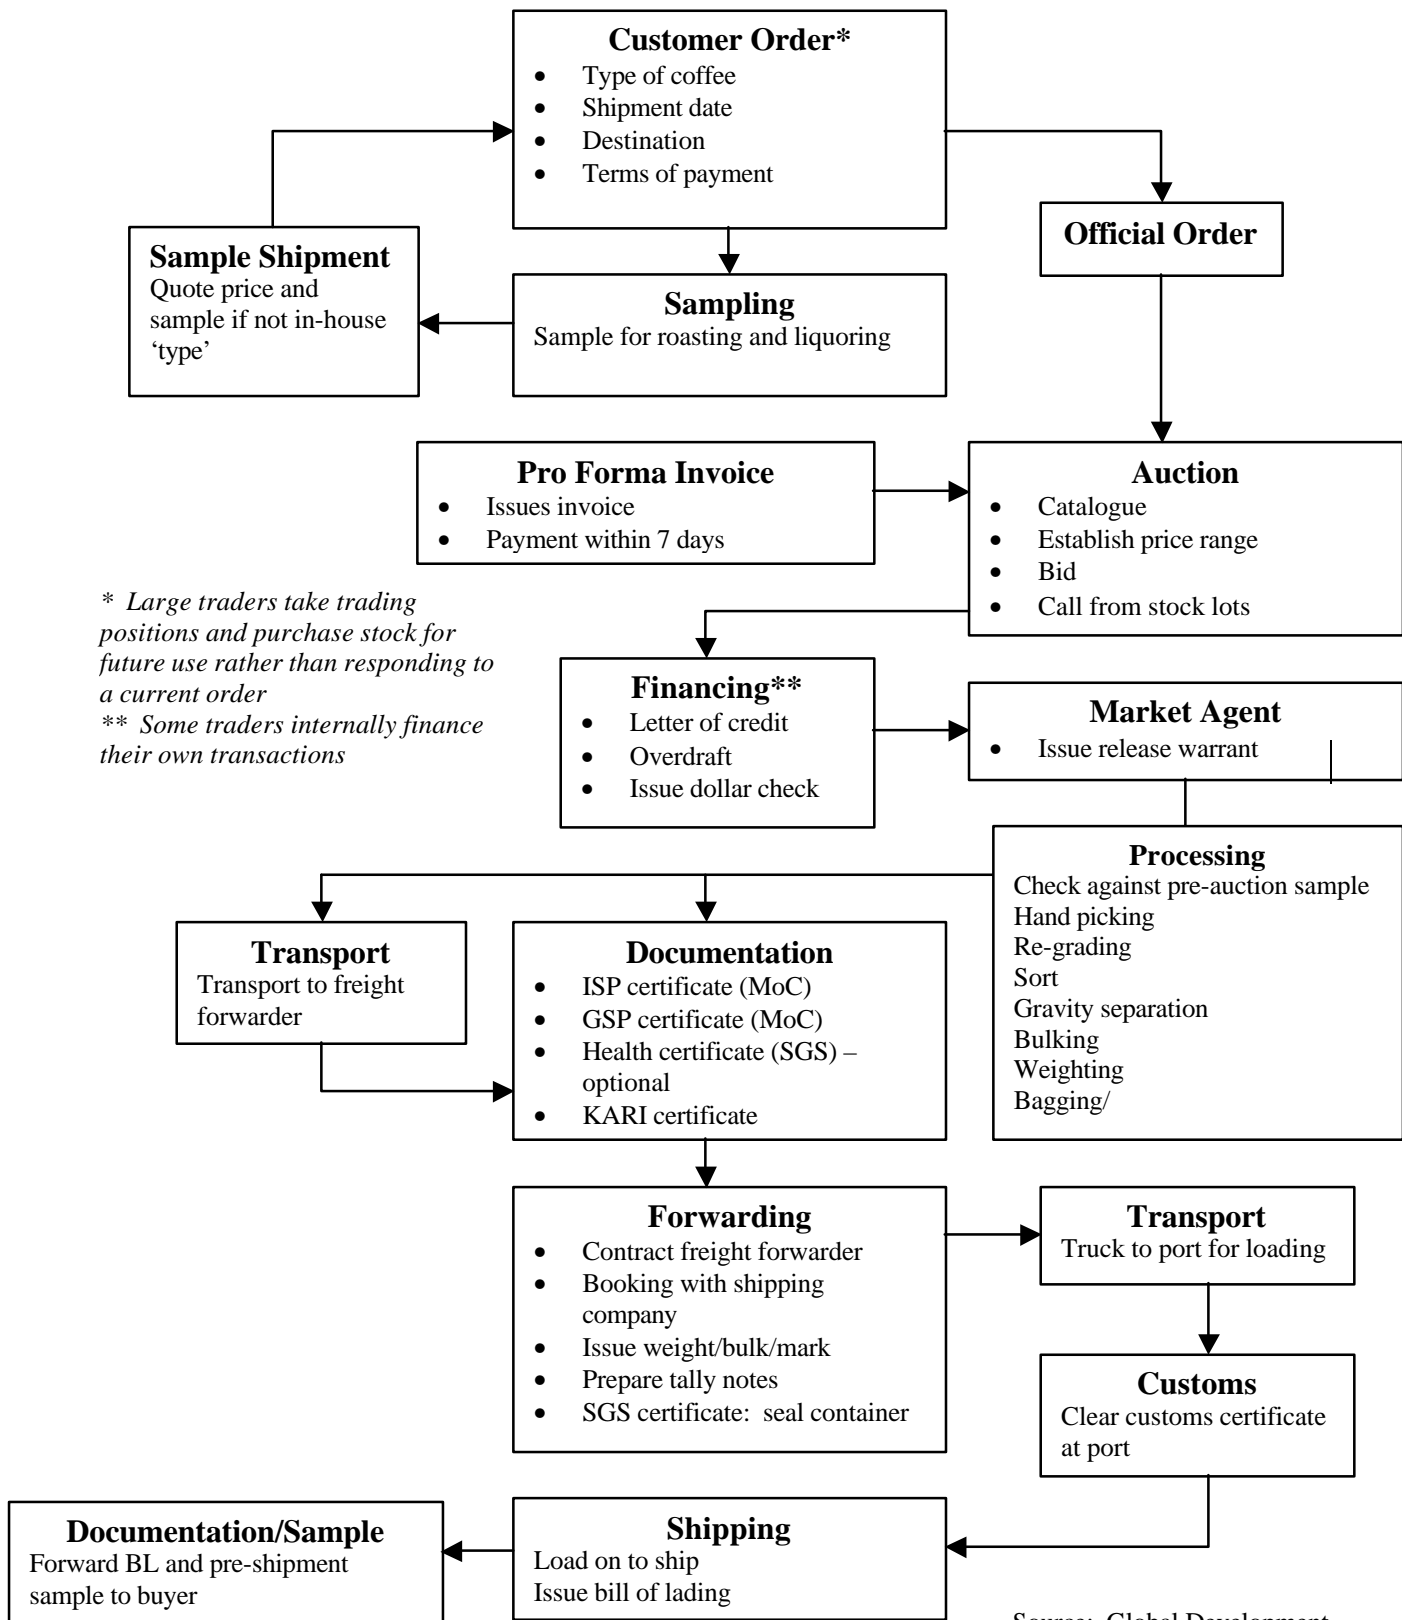 Customer Order*
• Type of coffee
• Shipment date
• Destination
• Terms of payment
Official Order
Sample Shipment
Quote price and
sample if not in-house
‘type’
Sampling
Sample for roasting and liquoring
Pro Forma Invoice
• Issues invoice
• Payment within 7 days
Auction
• Catalogue
• Establish price range
• Bid
• Call from stock lots
* Large traders take trading
positions and purchase stock for
future use rather than responding to
a current order
** Some traders internally finance
their own transactions
Financing**
• Letter of credit
• Overdraft
• Issue dollar check
Market Agent
• Issue release warrant
Processing
Check against pre-auction sample
Hand picking
Re-grading
Sort
Gravity separation
Bulking
Weighting
Bagging/
Transport
Transport to freight
forwarder
Documentation
• ISP certificate (MoC)
• GSP certificate (MoC)
• Health certificate (SGS) –
optional
• KARI certificate
Forwarding
• Contract freight forwarder
• Booking with shipping
company
• Issue weight/bulk/mark
• Prepare tally notes
• SGS certificate: seal container
Transport
Truck to port for loading
Customs
Clear customs certificate
at port
Shipping
Load on to ship
Issue bill of lading
Documentation/Sample
Forward BL and pre-shipment
sample to buyer
Source: Global Development